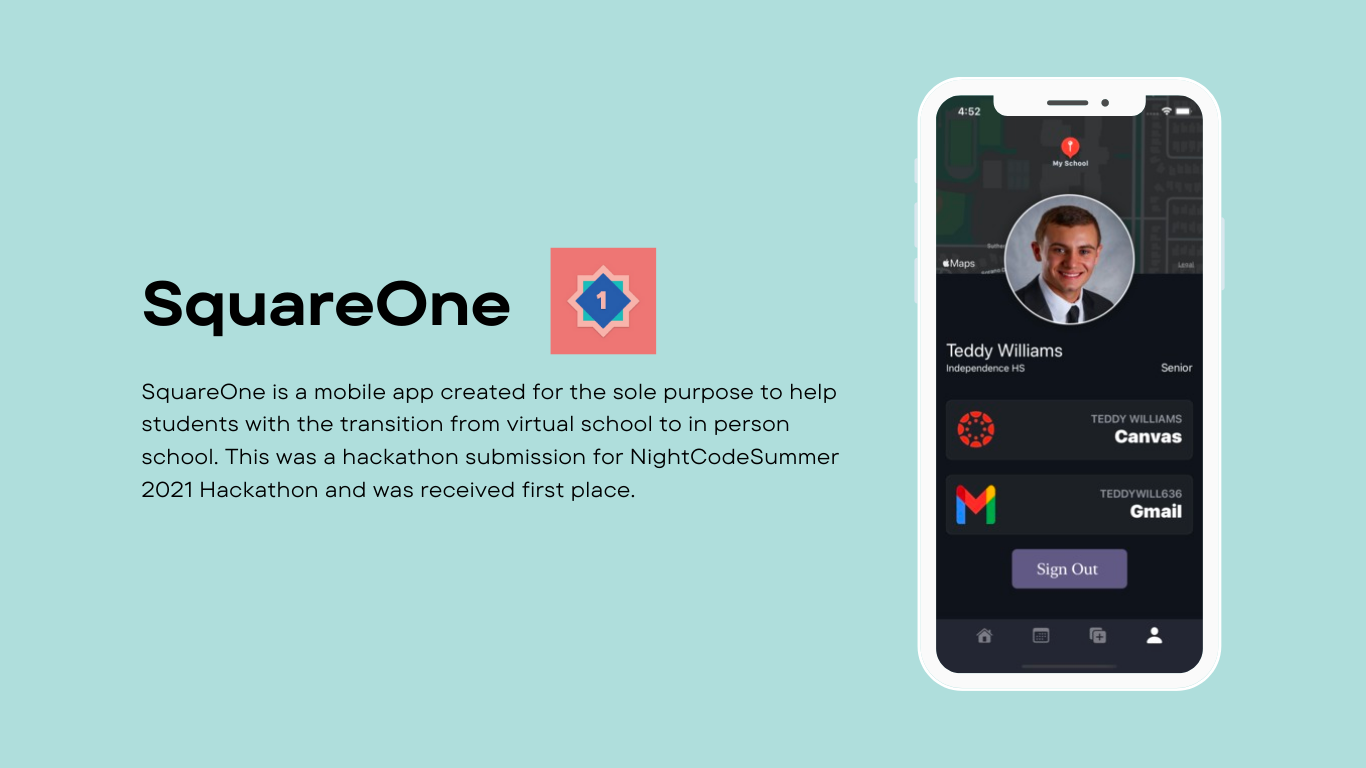 SquareOne
1
SquareOne is a mobile app created for the sole purpose to help
students with the transition from virtual school to in person
school. This was a hackathon submission for NightCodeSummer
2021 Hackathon and was received first place.
4:52
My School
Maps
Legal
Teddy Williams
Independence HS
Senior
TEDDY WILLIAMS
Canvas
TEDDYWILL636
Gmail
Sign Out